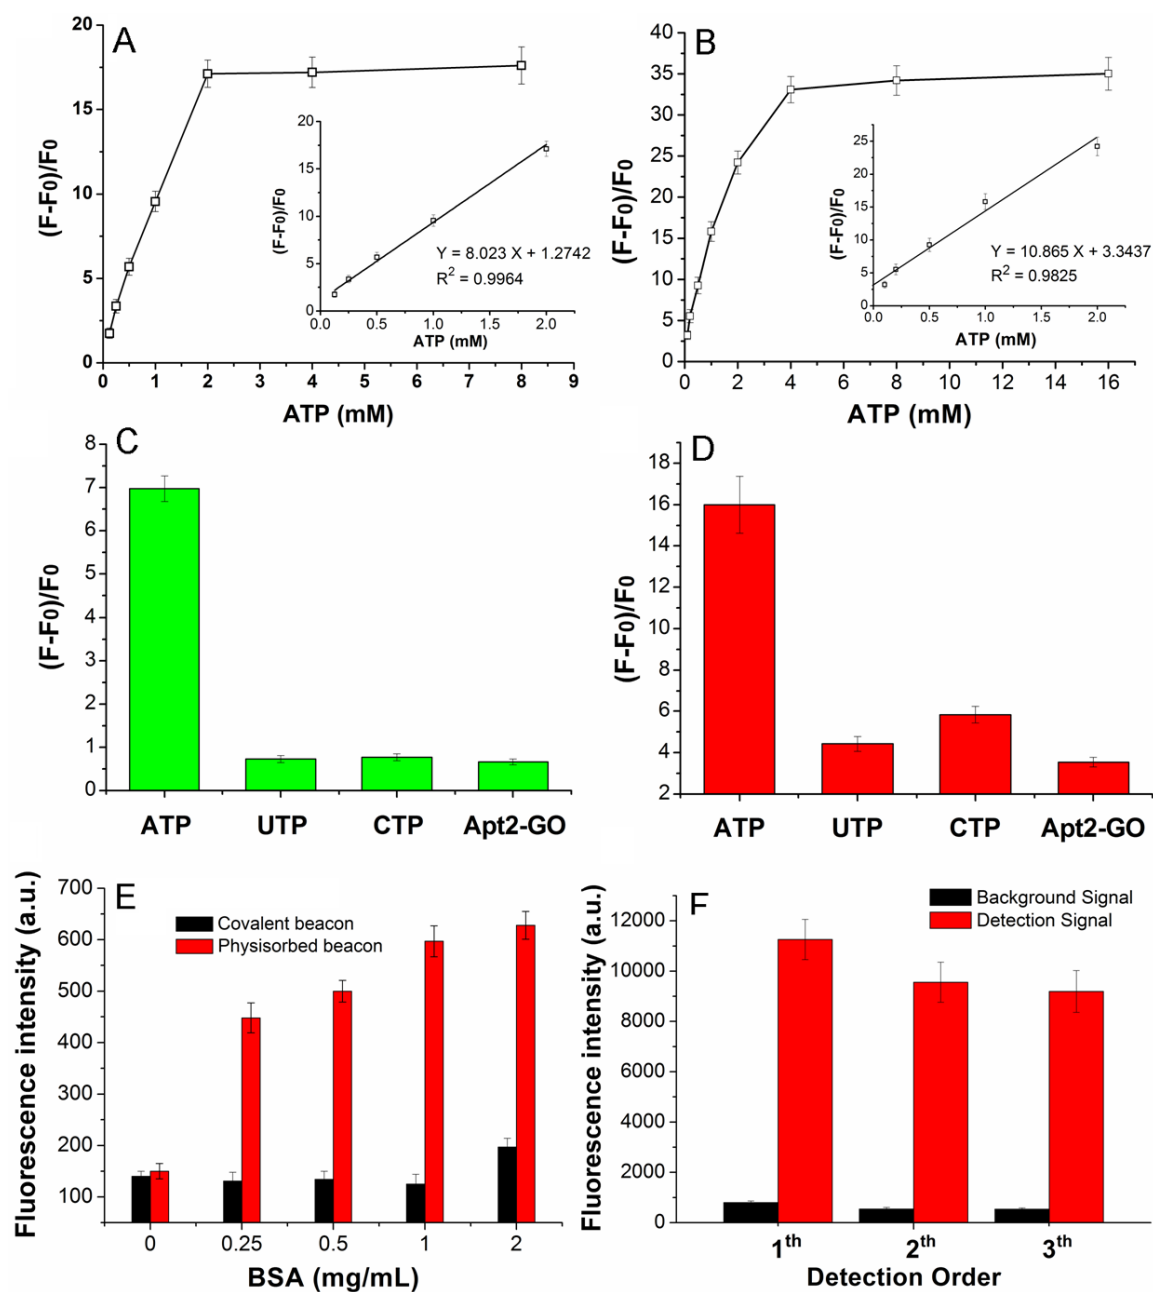 A
(F-F0)/F0
20
15
10
5
0
0 1 2 3 4 5 6 7 8 9
ATP (mM)
(F-F0)/F0
20
15
10
5
0
0.0 0.5 1.0 1.5 2.0
ATP (mM)
Y = 8.023 X + 1.2742
R2 = 0.9964
B
(F-F0)/F0
40
35
30
25
20
15
10
5
0
0 2 4 6 8 10 12 14 16
ATP (mM)
(F-F0)/F0
25
20
15
10
5
0
0.0 0.5 1.0 1.5 2.0
ATP (mM)
Y = 10.865 X + 3.3437
R2 = 0.9825
C
(F-F0)/F0
8
7
6
5
4
3
2
1
0
ATP UTP CTP Apt2-GO
D
(F-F0)/F0
18
16
14
12
10
8
6
4
2
ATP UTP CTP Apt2-GO
E
Fluorescence intensity (a.u.)
700
600
500
400
300
200
100
Covalent beacon
Physisorbed beacon
0 0.25 0.5 1 2
BSA (mg/mL)
F
Fluorescence intensity (a.u.)
12000
10000
8000
6000
4000
2000
0
Background Signal
Detection Signal
1th 2th 3th
Detection Order